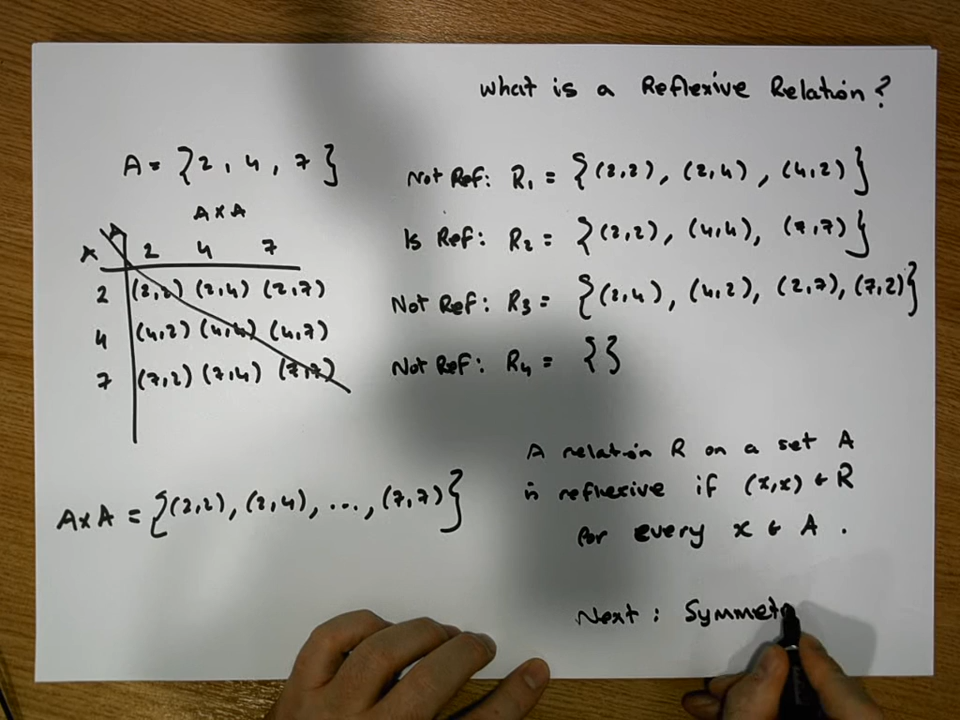 What is a Reflexive Relation?
A = {2, 4, 7}
A x A
A A
2 4 7
2 (2,2) (2,4) (2,7)
4 (4,2) (4,4) (4,7)
7 (7,2) (7,4) (7,7)
A x A = {(2,2), (2,4), ..., (7,7)}
Not Ref: R₁ = {(2,2), (2,4), (4,2)}
Is Ref: R₂ = {(2,2), (4,4), (7,7)}
Not Ref: R₃ = {(2,4), (4,2), (2,7), (7,2)}
Not Ref: R₄ = {}
A relation R on a set A
is reflexive if (x,x) ∈ R
for every x ∈ A.
Next: Symmetr